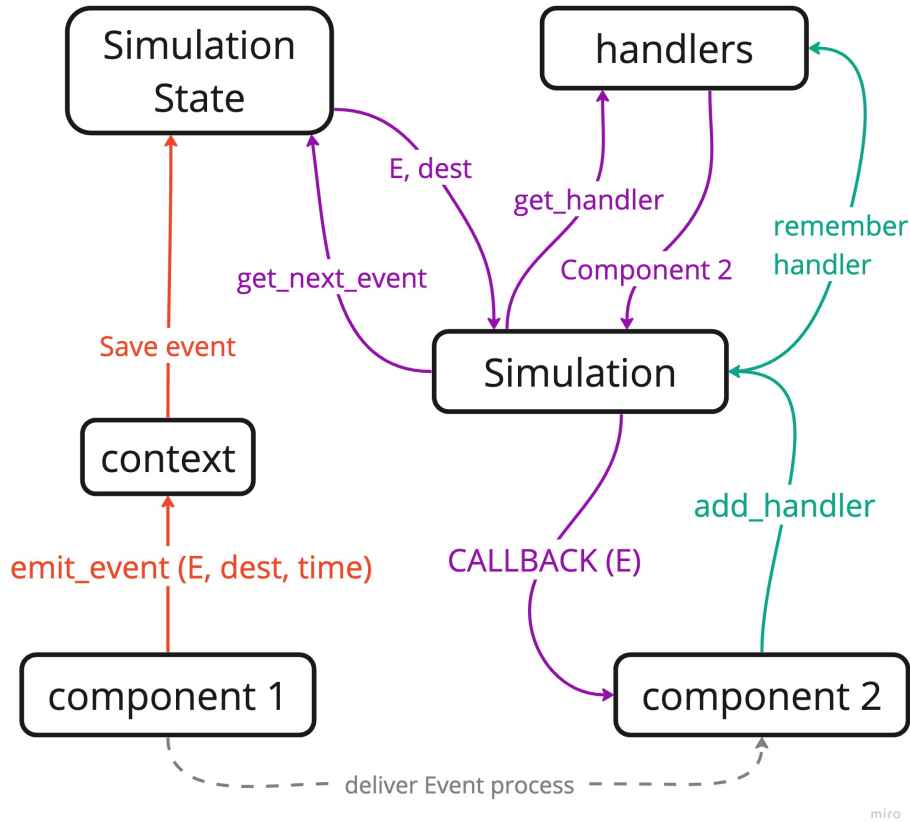 Simulation
State
handlers
E, dest
get_handler
remember
handler
Component 2
get_next_event
Save event
Simulation
context
add_handler
CALLBACK (E)
emit_event (E, dest, time)
component 1
component 2
deliver Event process
miro